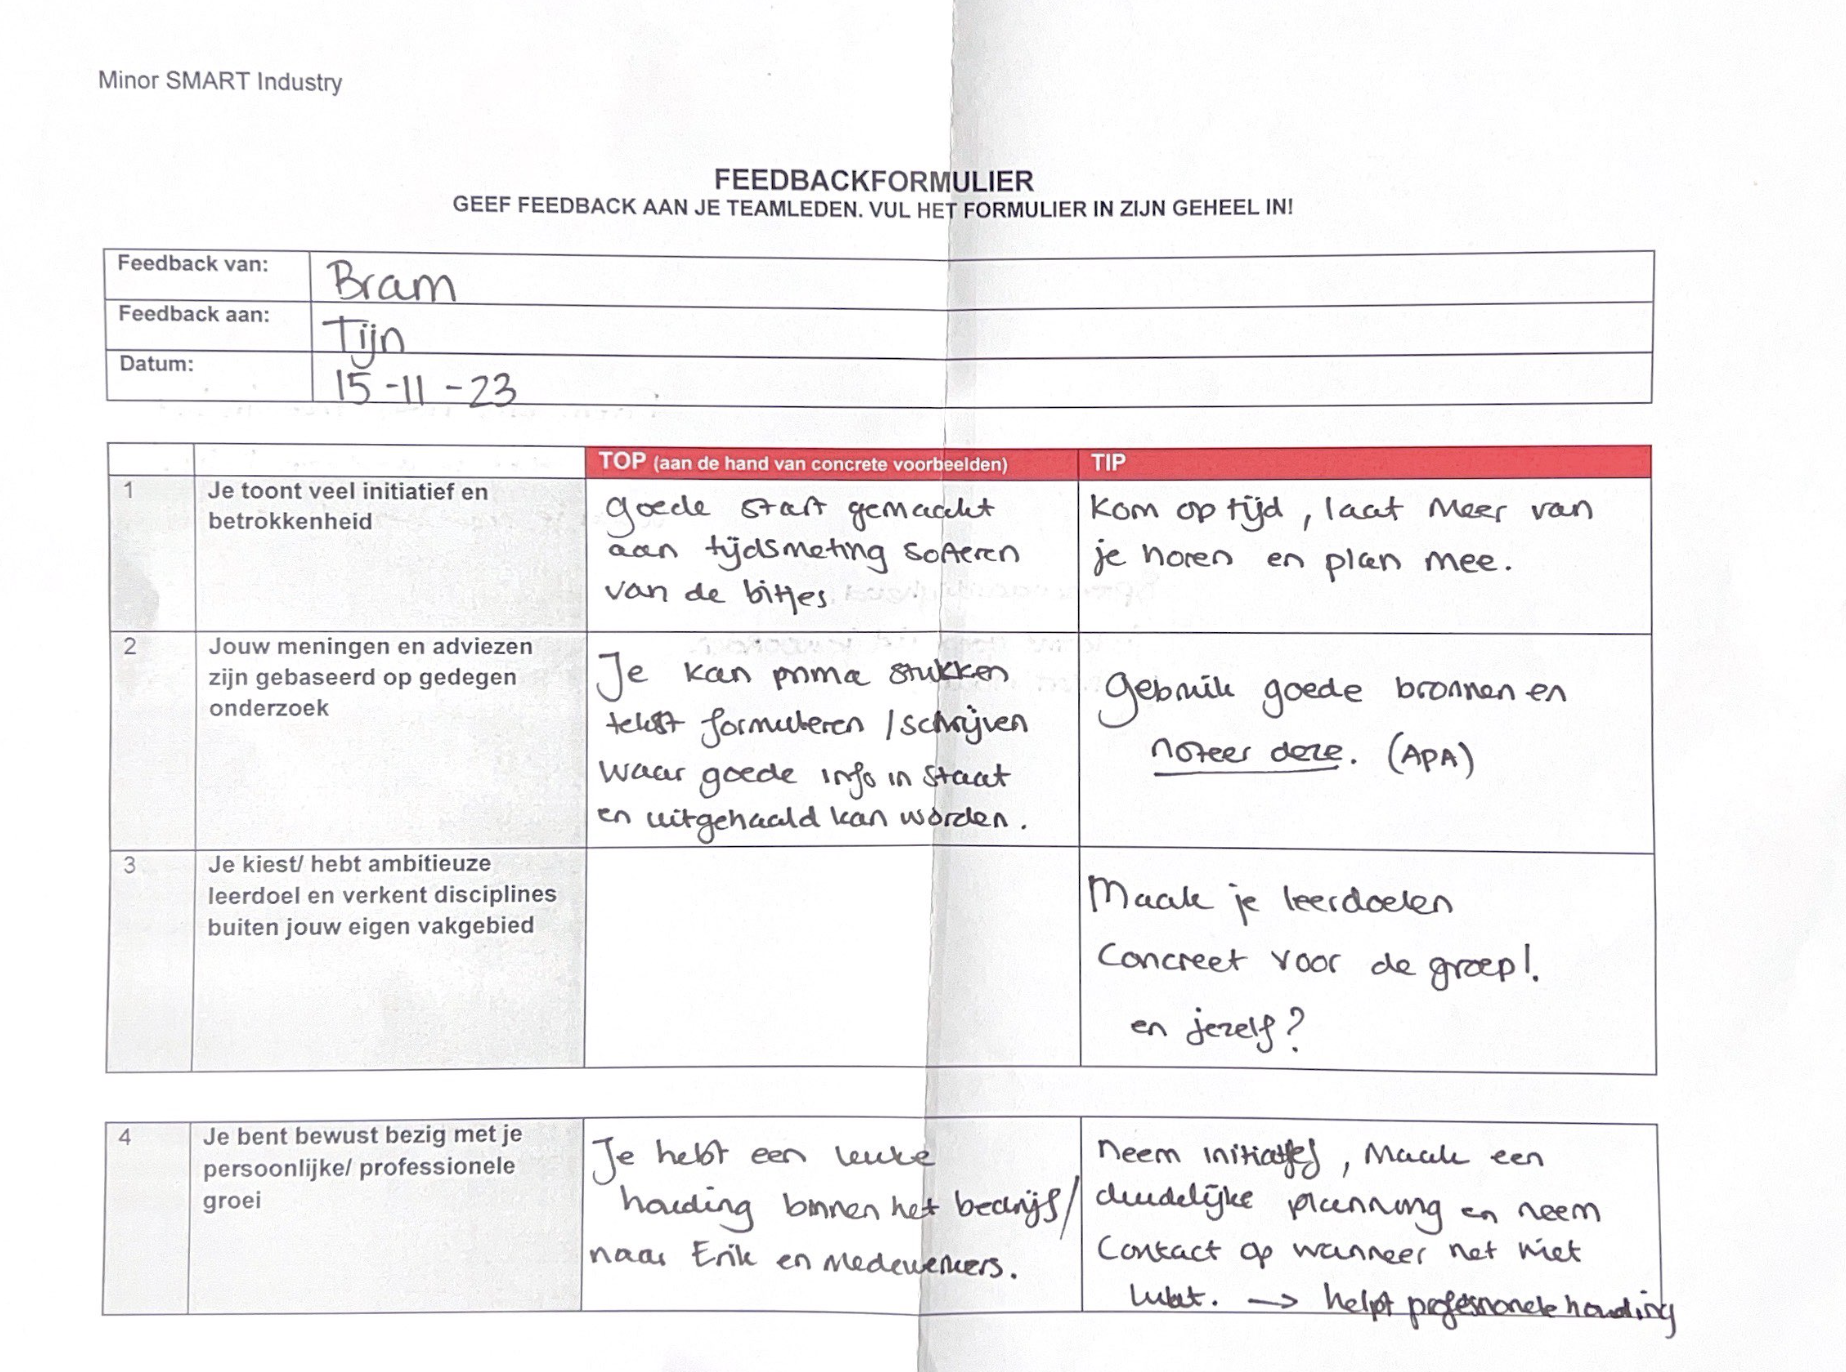 Minor SMART Industry
FEEDBACKFORMULIER
GEEF FEEDBACK AAN JE TEAMLEDEN. VUL HET FORMULIER IN ZIJN GEHEEL IN!
Feedback van: Bram
Feedback aan: Tijn
Datum: 15-11-23
TOP (aan de hand van concrete voorbeelden)
TIP
1
Je toont veel initiatief en
betrokkenheid
goede start gemaakt
aan tijdsmeting soteren
van de bitjes
Kom op tijd, laat meer van
je horen en plan mee.
2
Jouw meningen en adviezen
zijn gebaseerd op gedegen
onderzoek
Je kan prima stukken
tekst formuleren / schrijven
waar goede info in staat
en uitgehaald kan worden.
Gebruik goede bronnen en
noteer deze. (APA)
3
Je kiest/ hebt ambitieuze
leerdoel en verkent disciplines
buiten jouw eigen vakgebied
Maak je leerdoelen
Concreet voor de groep!.
en jezelf?
4
Je bent bewust bezig met je
persoonlijke/ professionele
groei
Je hebt een leuke
houding binnen het bedrijf/
naar Erik en medewerkers.
neem initiatief, maak een
duidelijke planning en neem
Contact op wanneer het niet
lukt. → helpt professionele houding